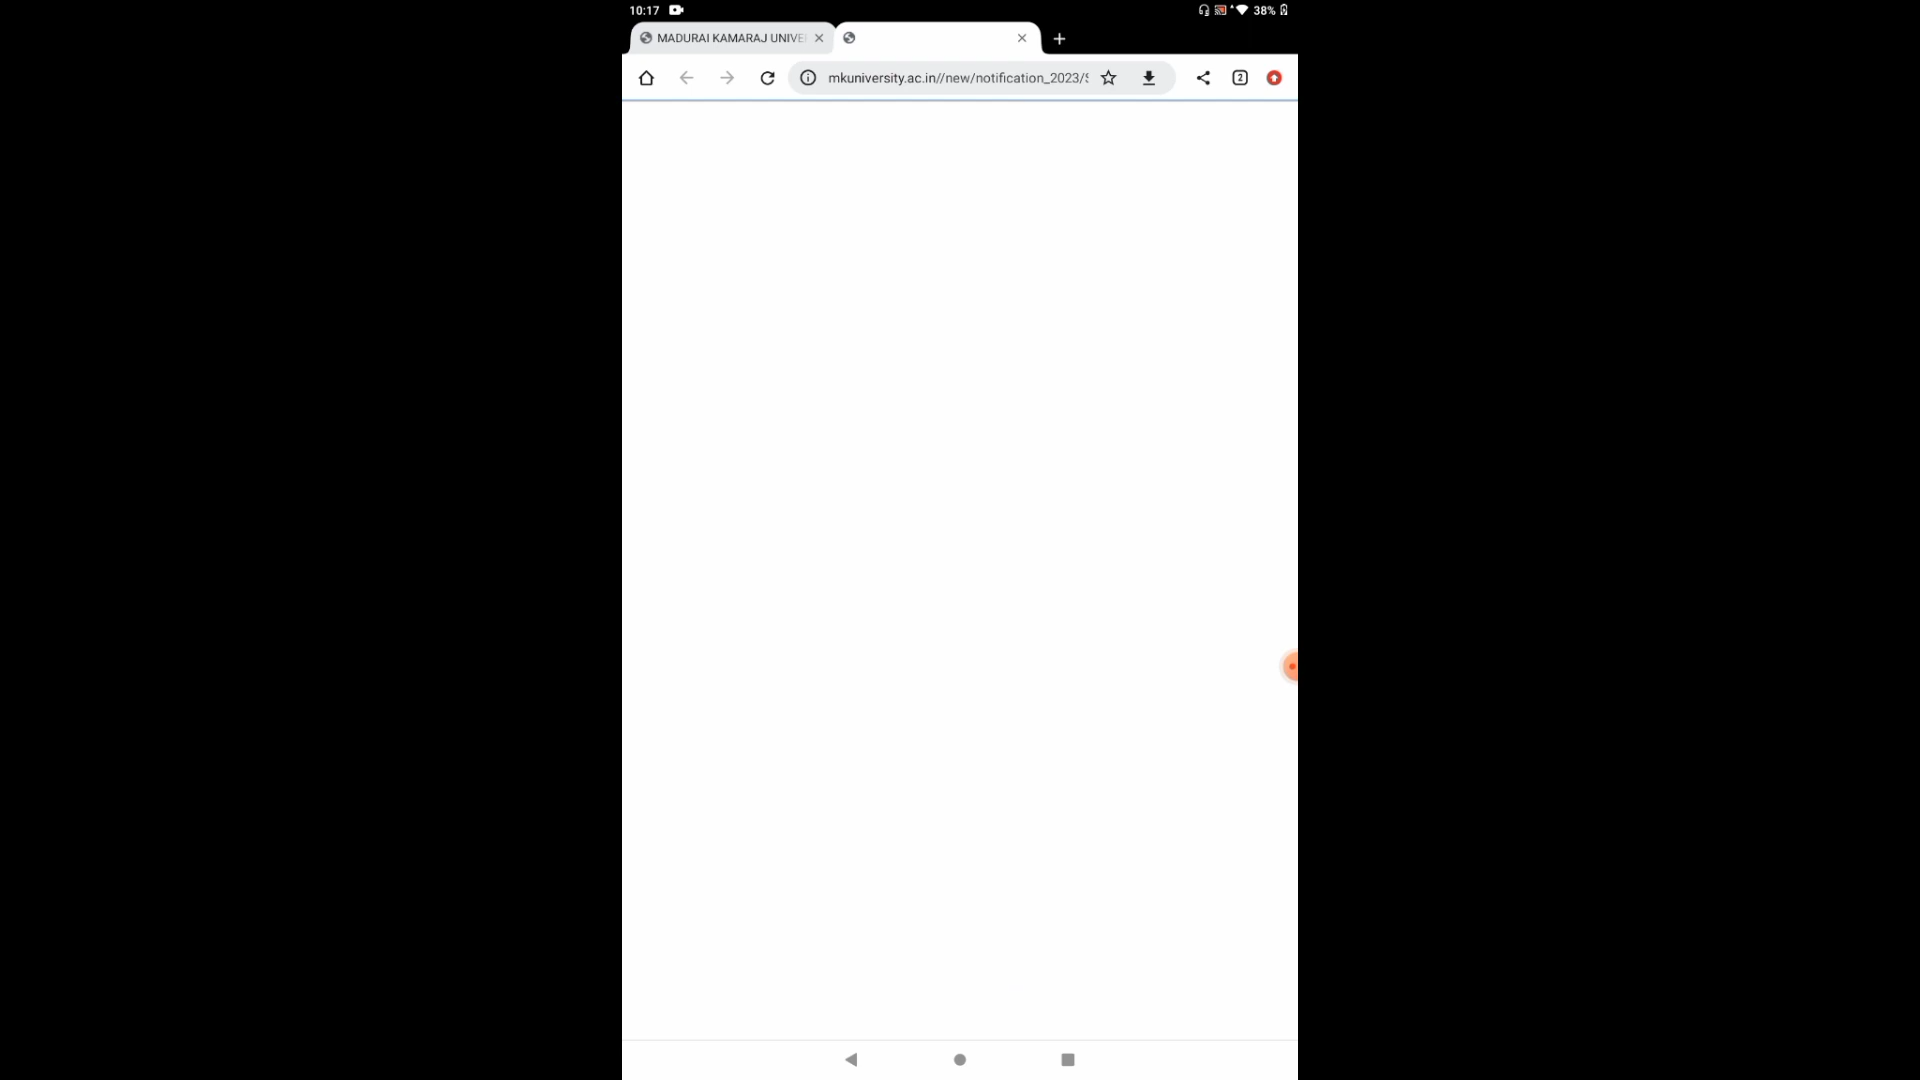 10:17
38%
MADURAI KAMARAJ UNIVE
mkuniversity.ac.in//new/notification_2023/
2